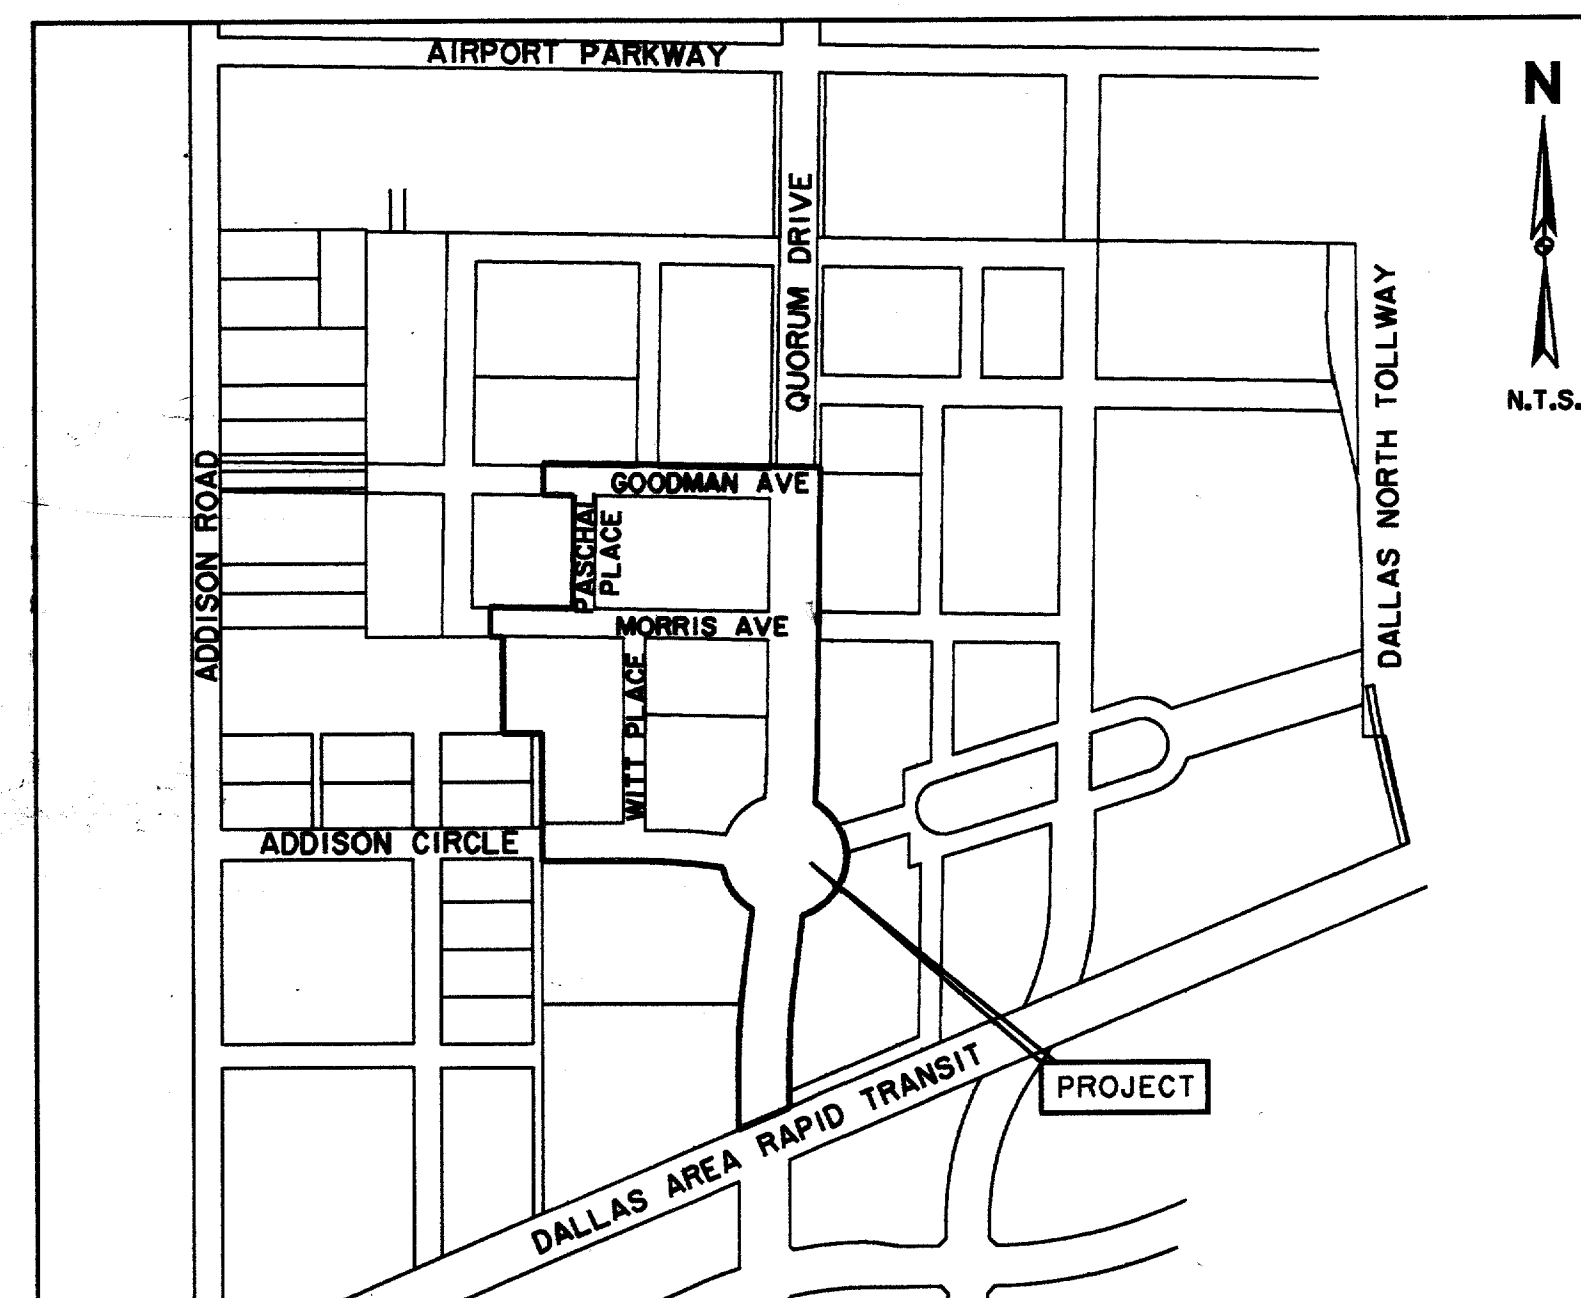 AIRPORT PARKWAY
N
QUORUM DRIVE
DALLAS NORTH TOLLWAY
N.T.S.
ADDISON ROAD
GOODMAN AVE
PASCHAL
PLACE
MORRIS AVE
WITT PLACE
ADDISON CIRCLE
PROJECT
DALLAS AREA RAPID TRANSIT